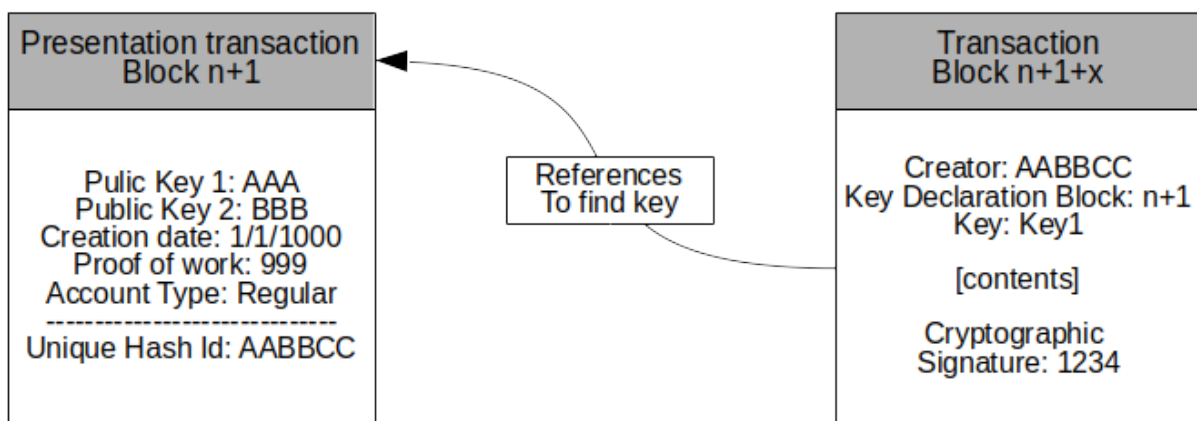 Presentation transaction
Block n+1
Pulic Key 1: AAA
Public Key 2: BBB
Creation date: 1/1/1000
Proof of work: 999
Account Type: Regular
------------------------------
Unique Hash Id: AABBCC
References
To find key
Transaction
Block n+1+x
Creator: AABBCC
Key Declaration Block: n+1
Key: Key1
[contents]
Cryptographic
Signature: 1234